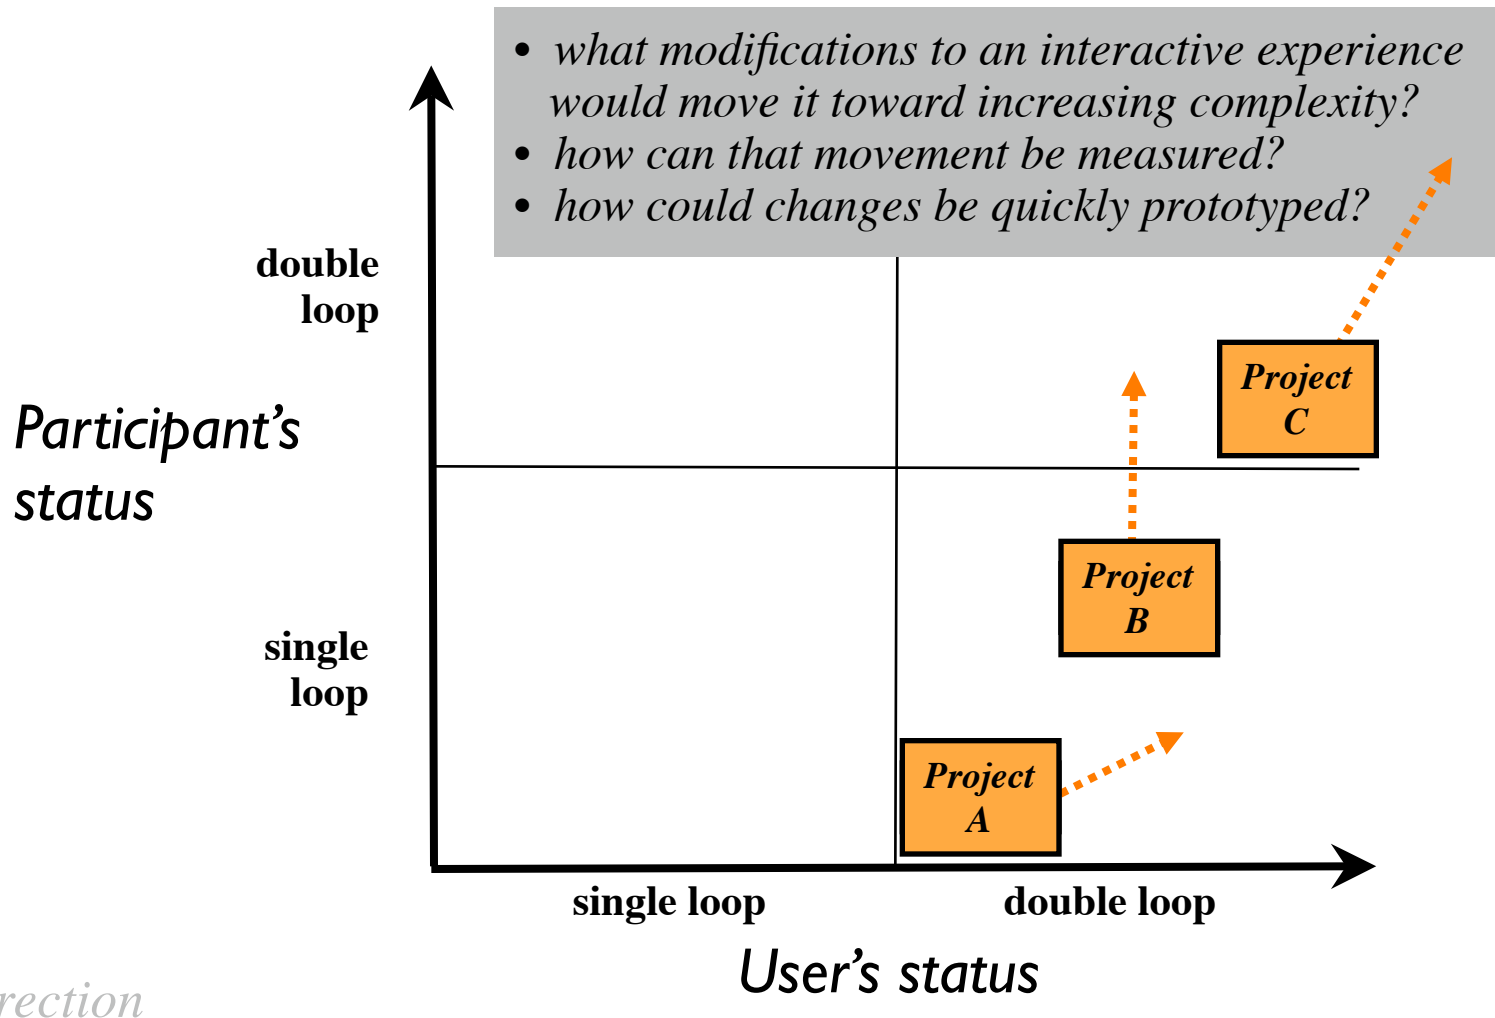 • what modifications to an interactive experience
would move it toward increasing complexity?
• how can that movement be measured?
• how could changes be quickly prototyped?
double
loop
Participant's
status
single
loop
Project
C
Project
B
Project
A
single loop
double loop
User's status